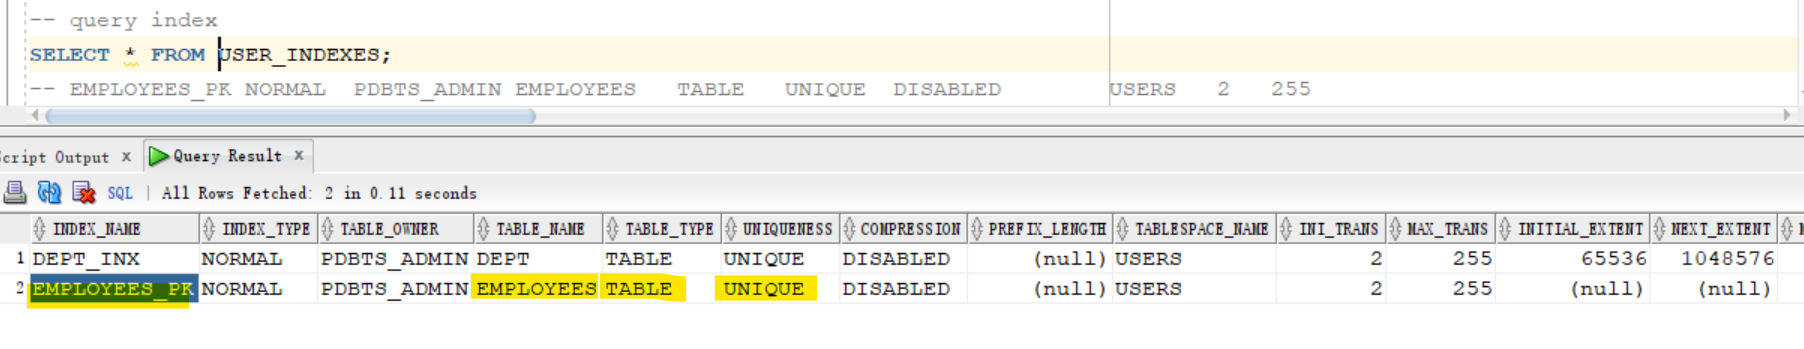 -- query index
SELECT * FROM USER_INDEXES;
-- EMPLOYEES_PK NORMAL PDBTS_ADMIN EMPLOYEES TABLE UNIQUE DISABLED USERS 2 255
Script Output x Query Result x
SQL | All Rows Fetched: 2 in 0.11 seconds
INDEX_NAME INDEX_TYPE TABLE_OWNER TABLE_NAME TABLE_TYPE UNIQUENESS COMPRESSION PREFIX_LENGTH TABLESPACE_NAME INI_TRANS MAX_TRANS INITIAL_EXTENT NEXT_EXTENT
1 DEPT_INX NORMAL PDBTS_ADMIN DEPT TABLE UNIQUE DISABLED (null) USERS 2 255 65536 1048576
2 EMPLOYEES_PK NORMAL PDBTS_ADMIN EMPLOYEES TABLE UNIQUE DISABLED (null) USERS 2 255 (null) (null)